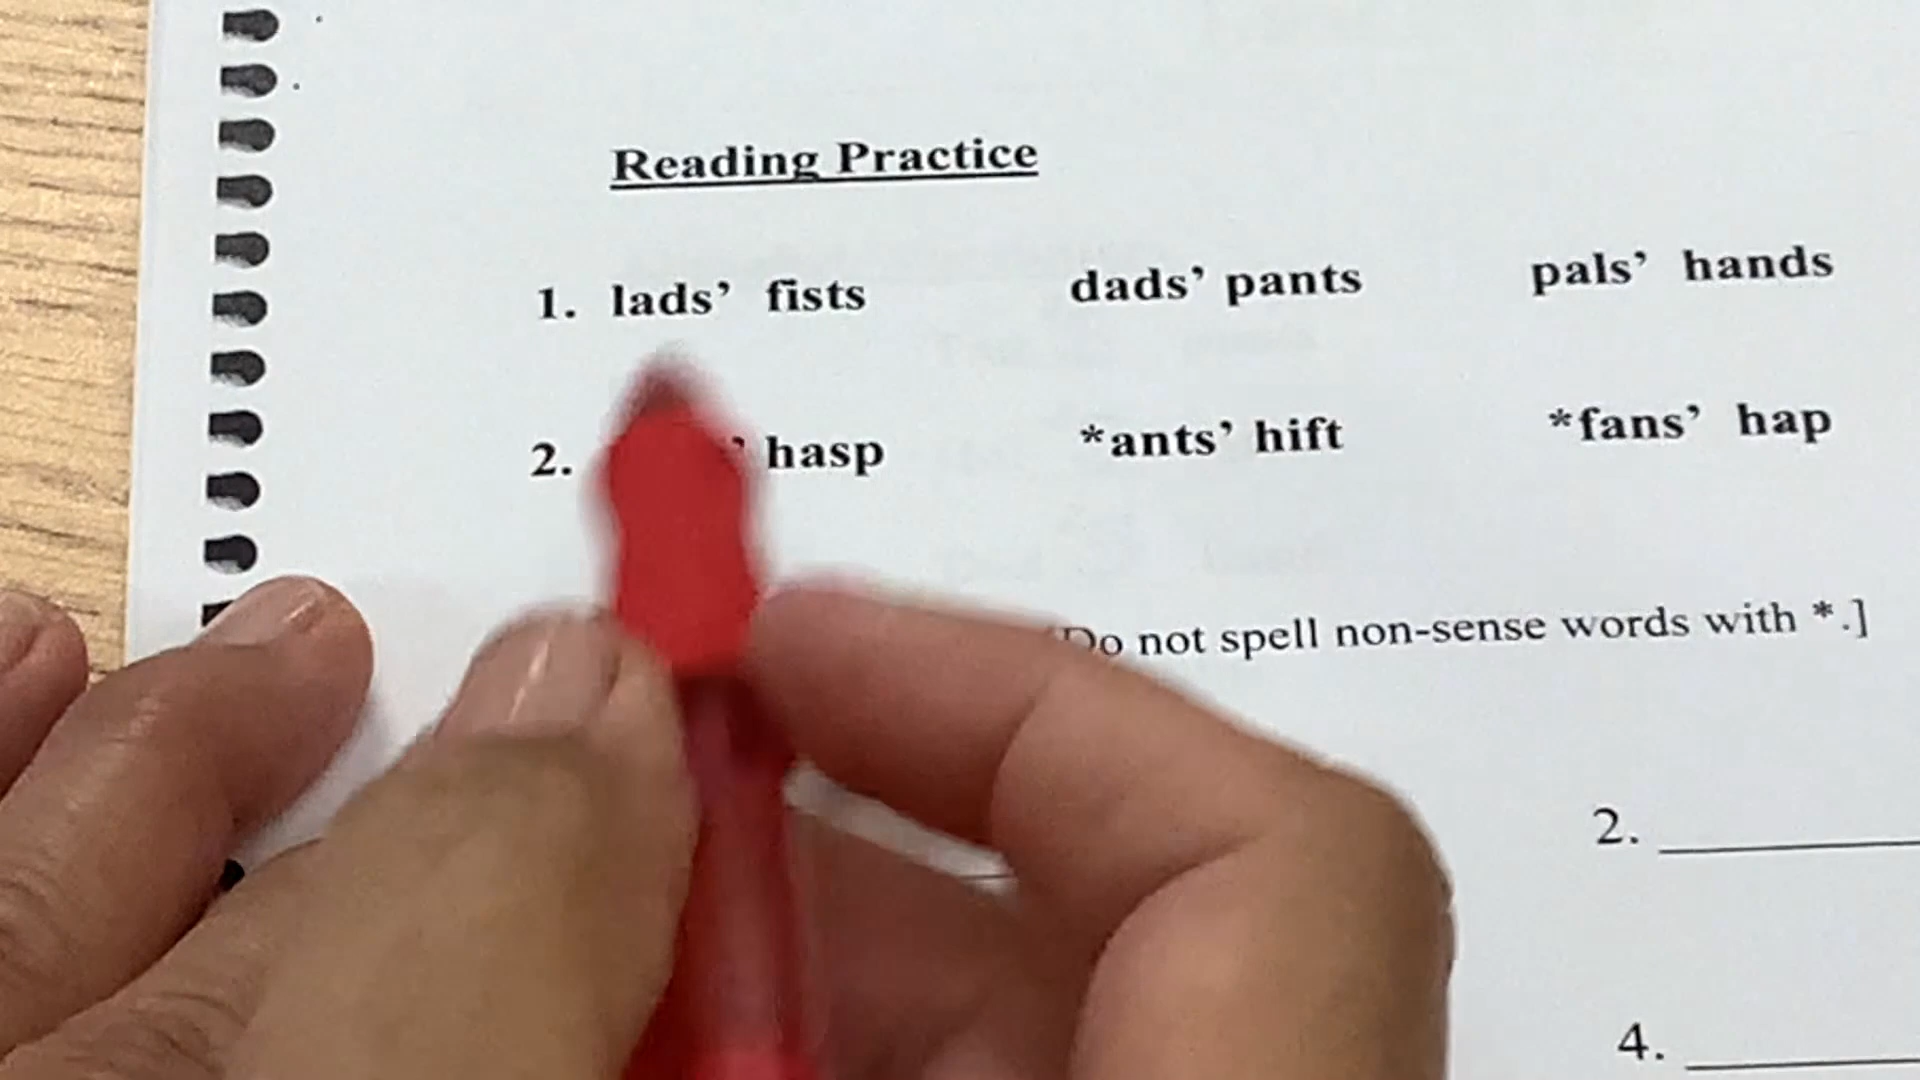 Reading Practice
1. lads’ fists dads’ pants pals’ hands
2. ’ hasp *ants’ hift *fans’ hap
Do not spell non-sense words with *.]
2.
4.